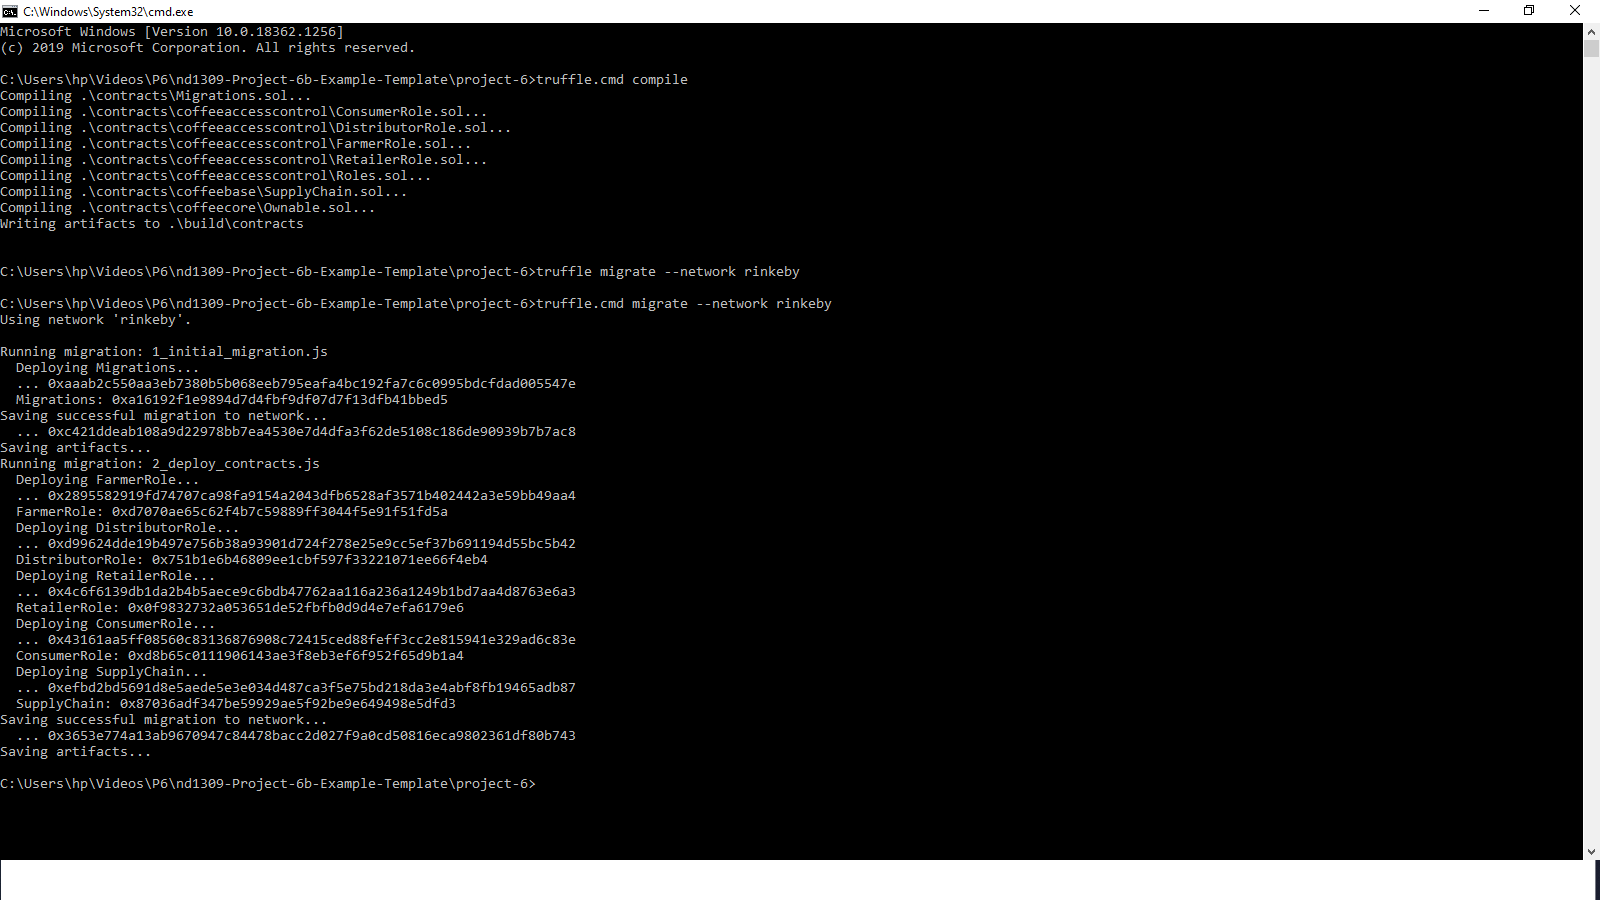 C:\Windows\System32\cmd.exe
Microsoft Windows [Version 10.0.18362.1256]
(c) 2019 Microsoft Corporation. All rights reserved.
C:\Users\hp\Videos\P6\nd1309-Project-6b-Example-Template\project-6>truffle.cmd compile
Compiling .\contracts\Migrations.sol...
Compiling .\contracts\coffeeaccesscontrol\ConsumerRole.sol...
Compiling .\contracts\coffeeaccesscontrol\DistributorRole.sol...
Compiling .\contracts\coffeeaccesscontrol\FarmerRole.sol...
Compiling .\contracts\coffeeaccesscontrol\RetailerRole.sol...
Compiling .\contracts\coffeeaccesscontrol\Roles.sol...
Compiling .\contracts\coffeebase\SupplyChain.sol...
Compiling .\contracts\coffeecore\Ownable.sol...
Writing artifacts to .\build\contracts
C:\Users\hp\Videos\P6\nd1309-Project-6b-Example-Template\project-6>truffle migrate --network rinkeby
C:\Users\hp\Videos\P6\nd1309-Project-6b-Example-Template\project-6>truffle.cmd migrate --network rinkeby
Using network 'rinkeby'.
Running migration: 1_initial_migration.js
Deploying Migrations...
... 0xaaab2c550aa3eb7380b5b068eeb795eafa4bc192fa7c6c0995bdcfdad005547e
Migrations: 0xa16192f1e9894d7d4fbf9df07d7f13dfb41bbed5
Saving successful migration to network...
... 0xc421ddeab108a9d22978bb7ea4530e7d4dfa3f62de5108c186de90939b7b7ac8
Saving artifacts...
Running migration: 2_deploy_contracts.js
Deploying FarmerRole...
... 0x2895582919fd74707ca98fa9154a2043dfb6528af3571b402442a3e59bb49aa4
FarmerRole: 0xd7070ae65c62f4b7c59889ff3044f5e91f51fd5a
Deploying DistributorRole...
... 0xd99624dde19b497e756b38a93901d724f278e25e9cc5ef37b691194d55bc5b42
DistributorRole: 0x751b1e6b46809ee1cbf597f33221071ee66f4eb4
Deploying RetailerRole...
... 0x4c6f6139db1da2b4b5aece9c6bdb47762aa116a236a1249b1bd7aa4d8763e6a3
RetailerRole: 0x0f9832732a053651de52fbfb0d9d4e7efa6179e6
Deploying ConsumerRole...
... 0x43161aa5ff08560c83136876908c72415ced88feff3cc2e815941e329ad6c83e
ConsumerRole: 0xd8b65c0111906143ae3f8eb3ef6f952f65d9b1a4
Deploying SupplyChain...
... 0xefbd2bd5691d8e5aede5e3e034d487ca3f5e75bd218da3e4abf8fb19465adb87
SupplyChain: 0x87036adf347be59929ae5f92be9e649498e5dfd3
Saving successful migration to network...
... 0x3653e774a13ab9670947c84478bacc2d027f9a0cd50816eca9802361df80b743
Saving artifacts...
C:\Users\hp\Videos\P6\nd1309-Project-6b-Example-Template\project-6>